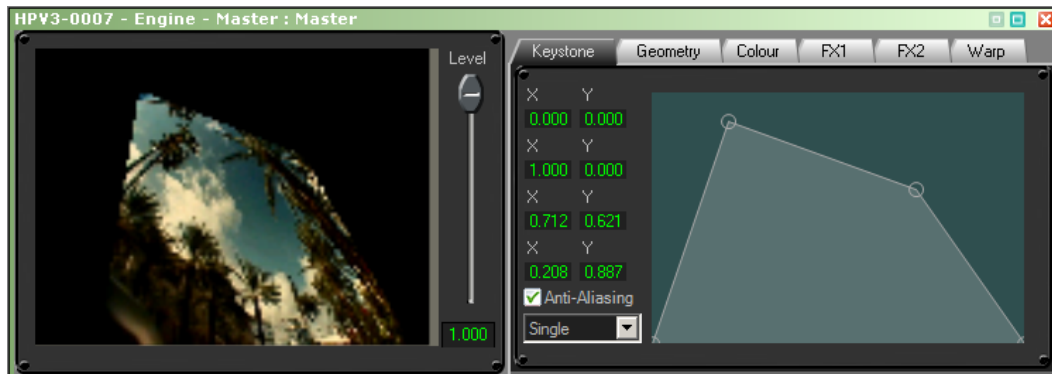 HPV3-0007 - Engine - Master : Master
Level
1.000
Keystone Geometry Colour FX1 FX2 Warp
X Y
0.000 0.000
X Y
1.000 0.000
X Y
0.712 0.621
X Y
0.208 0.887
Anti-Aliasing
Single